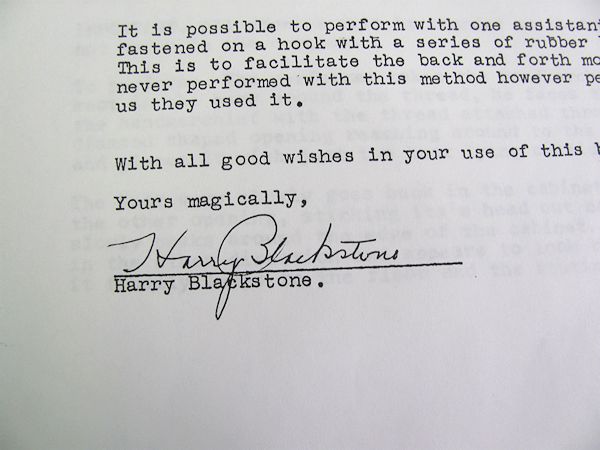 It is possible to perform with one assistant
fastened on a hook with a series of rubber
This is to facilitate the back and forth mo
never performed with this method however pe
us they used it.
With all good wishes in your use of this b
Yours magically,
Harry Blackstone
Harry Blackstone.